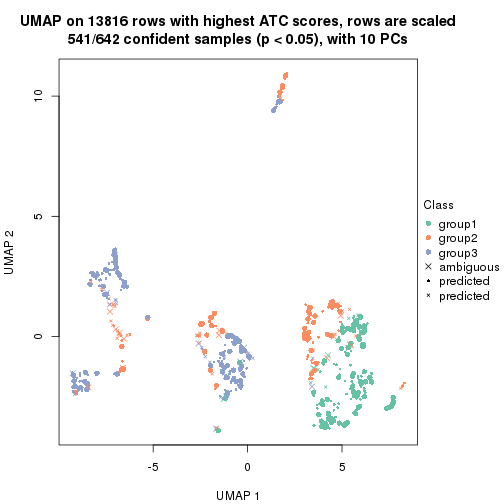 UMAP on 13816 rows with highest ATC scores, rows are scaled
541/642 confident samples (p < 0.05), with 10 PCs
10
5
0
UMAP 2
-5
0
5
UMAP 1
Class
group1
group2
group3
ambiguous
predicted
predicted